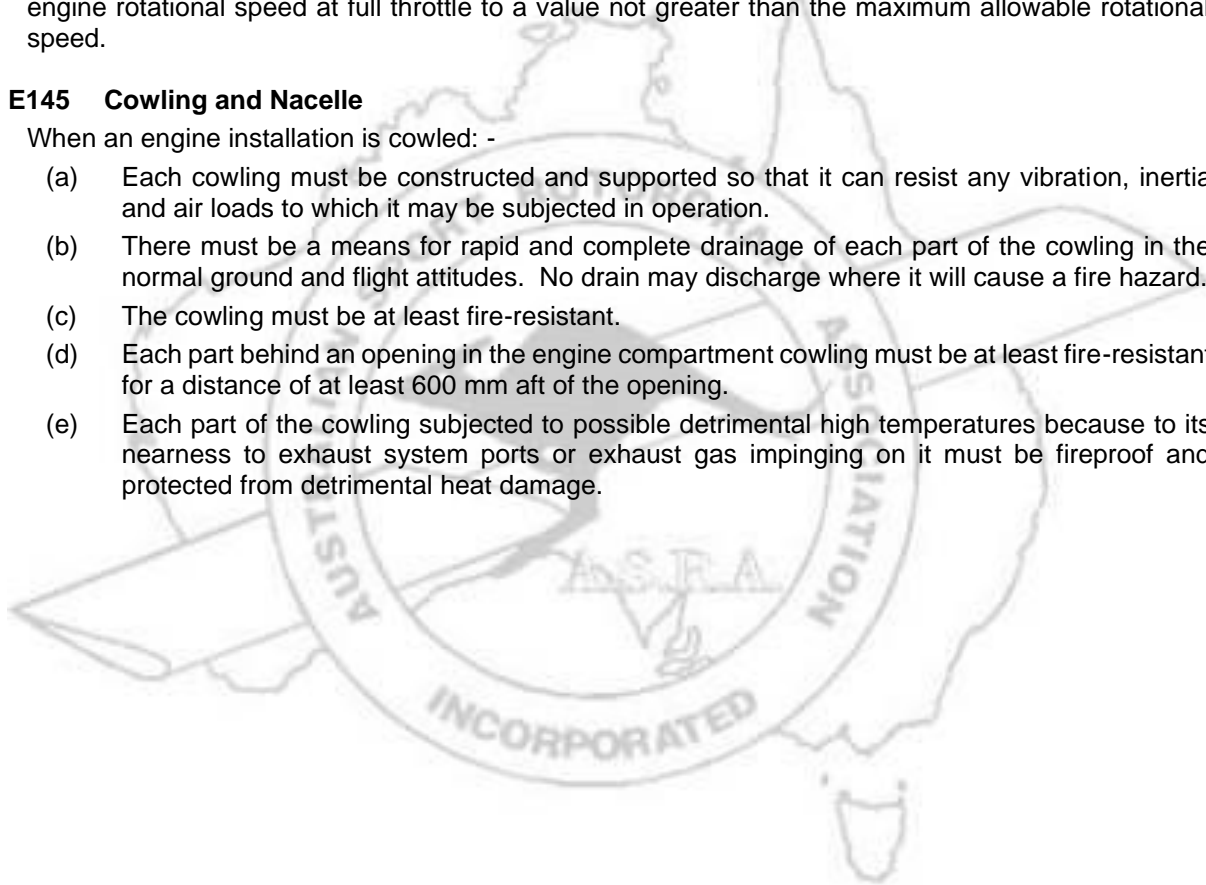 engine rotational speed at full throttle to a value not greater than the maximum allowable rotational
speed.
E145 Cowling and Nacelle
When an engine installation is cowled: -
(a) Each cowling must be constructed and supported so that it can resist any vibration, inertia
and air loads to which it may be subjected in operation.
(b) There must be a means for rapid and complete drainage of each part of the cowling in the
normal ground and flight attitudes. No drain may discharge where it will cause a fire hazard.
(c) The cowling must be at least fire-resistant.
(d) Each part behind an opening in the engine compartment cowling must be at least fire-resistant
for a distance of at least 600 mm aft of the opening.
(e) Each part of the cowling subjected to possible detrimental high temperatures because to its
nearness to exhaust system ports or exhaust gas impinging on it must be fireproof and
protected from detrimental heat damage.
AUSTRALIAN SPORT ROTORCRAFT ASSOCIATION
A.S.R.A.
INCORPORATED